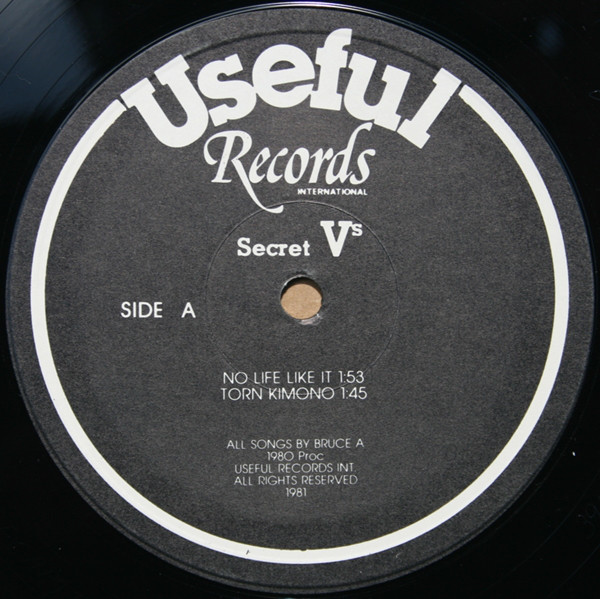 Useful
Records
INTERNATIONAL
Secret Vs
SIDE A
NO LIFE LIKE IT 1:53
TORN KIMONO 1:45
ALL SONGS BY BRUCE A
1980 Proc
USEFUL RECORDS INT.
ALL RIGHTS RESERVED
1981